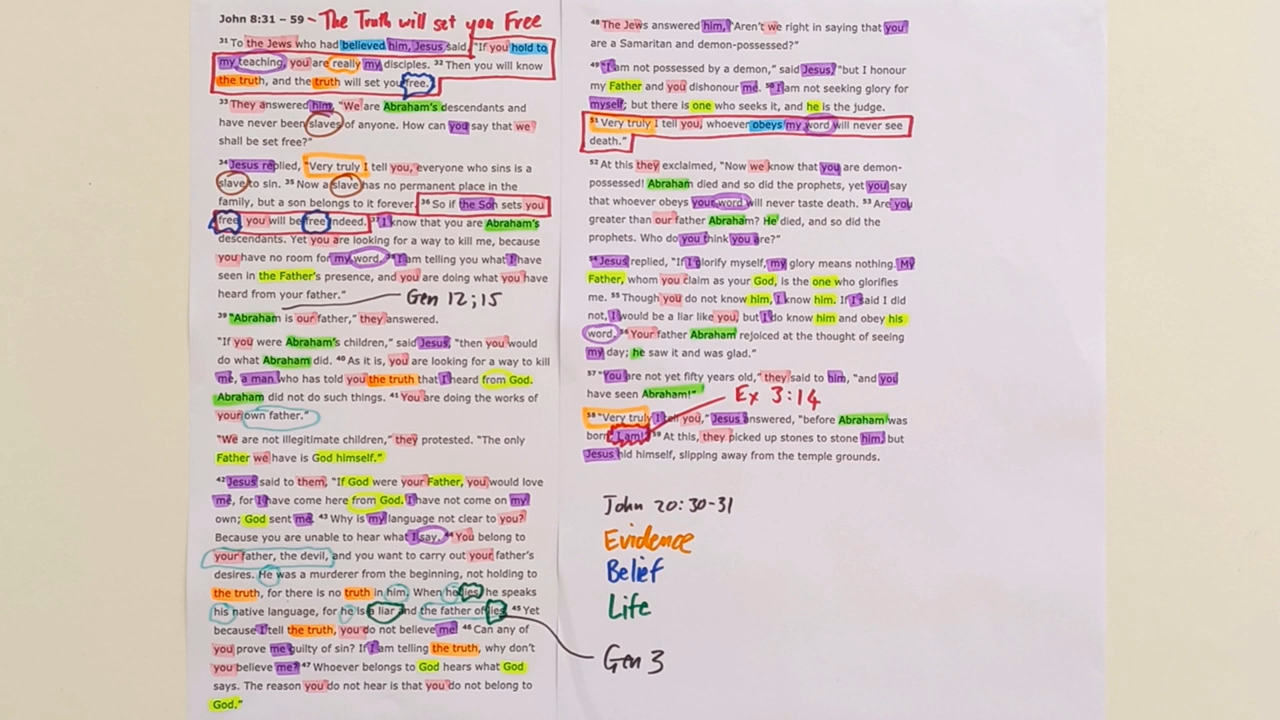 John 8:31 – 59 ~ The Truth will set you Free
31 To the Jews who had believed him, Jesus said, "If you hold to
my teaching, you are really my disciples. 32 Then you will know
the truth, and the truth will set you free."
33 They answered him, "We are Abraham's descendants and
have never been slaves of anyone. How can you say that we
shall be set free?"
34 Jesus replied, "Very truly I tell you, everyone who sins is a
slave to sin. 35 Now a slave has no permanent place in the
family, but a son belongs to it forever. 36 So if the Son sets you
free, you will be free indeed. 37 I know that you are Abraham's
descendants. Yet you are looking for a way to kill me, because
you have no room for my word. 38 I am telling you what I have
seen in the Father's presence, and you are doing what you have
heard from your father."
Gen 12; 15
39 "Abraham is our father," they answered.
"If you were Abraham's children," said Jesus, "then you would
do what Abraham did. 40 As it is, you are looking for a way to kill
me, a man who has told you the truth that I heard from God.
Abraham did not do such things. 41 You are doing the works of
your own father."
"We are not illegitimate children," they protested. "The only
Father we have is God himself."
42 Jesus said to them, "If God were your Father, you would love
me, for I have come here from God. I have not come on my
own; God sent me. 43 Why is my language not clear to you?
Because you are unable to hear what I say. 44 You belong to
your father, the devil, and you want to carry out your father's
desires. He was a murderer from the beginning, not holding to
the truth, for there is no truth in him. When he lies, he speaks
his native language, for he is a liar and the father of lies. 45 Yet
because I tell the truth, you do not believe me! 46 Can any of
you prove me guilty of sin? If I am telling the truth, why don't
you believe me? 47 Whoever belongs to God hears what God
says. The reason you do not hear is that you do not belong to
God."
48 The Jews answered him, "Aren't we right in saying that you
are a Samaritan and demon-possessed?"
49 "I am not possessed by a demon," said Jesus, "but I honour
my Father and you dishonour me. 50 I am not seeking glory for
myself; but there is one who seeks it, and he is the judge.
51 Very truly I tell you, whoever obeys my word will never see
death."
52 At this they exclaimed, "Now we know that you are demon-
possessed! Abraham died and so did the prophets, yet you say
that whoever obeys your word will never taste death. 53 Are you
greater than our father Abraham? He died, and so did the
prophets. Who do you think you are?"
54 Jesus replied, "If I glorify myself, my glory means nothing. My
Father, whom you claim as your God, is the one who glorifies
me. 55 Though you do not know him, I know him. If I said I did
not, I would be a liar like you, but I do know him and obey his
word. 56 Your father Abraham rejoiced at the thought of seeing
my day; he saw it and was glad."
57 "You are not yet fifty years old," they said to him, "and you
have seen Abraham!"
Ex 3:14
58 "Very truly I tell you," Jesus answered, "before Abraham was
born, I am!" 59 At this, they picked up stones to stone him, but
Jesus hid himself, slipping away from the temple grounds.
John 20:30-31
Evidence
Belief
Life
Gen 3